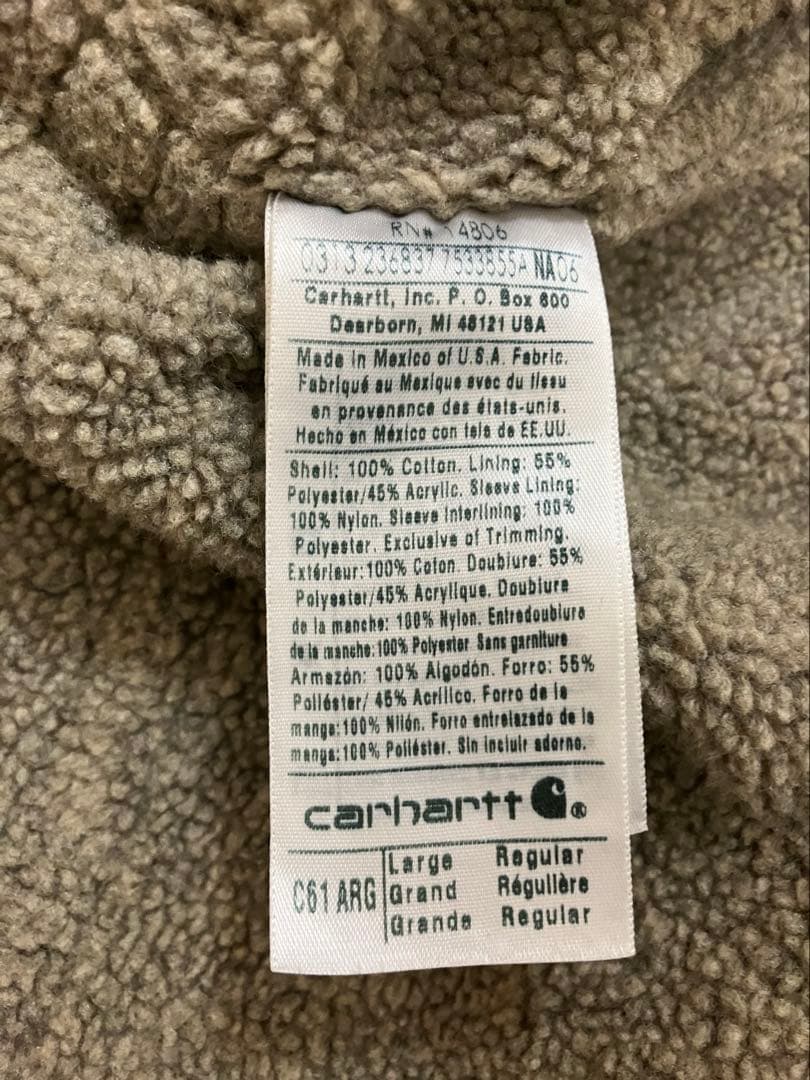 RN# 14806
0313 236837 7533855A NA06
Carhartt, Inc. P. O. Box 600
Dearborn, MI 48121 USA
Made in Mexico of U.S.A. Fabric.
Fabriqué au Mexique avec du tissu
en provenance des états-unis.
Hecho en México con tela de EE.UU.
Shell: 100% Cotton. Lining: 55%
Polyester/45% Acrylic. Sleeve Lining:
100% Nylon. Sleeve Interlining: 100%
Polyester. Exclusive of Trimming.
Extérieur:100% Coton. Doublure: 55%
Polyester/45% Acrylique. Doublure
de la manche: 100% Nylon. Entredoublure
de la manche:100% Polyester Sans garniture
Armazón: 100% Algodón. Forro: 55%
Poliéster/ 45% Acrílico. Forro de la
manga:100% Nilón. Forro entrelazado de la
manga:100% Poliéster. Sin incluir adorno.
carhartt ®
C61 ARG
Large Regular
Grand Régulière
Grande Regular